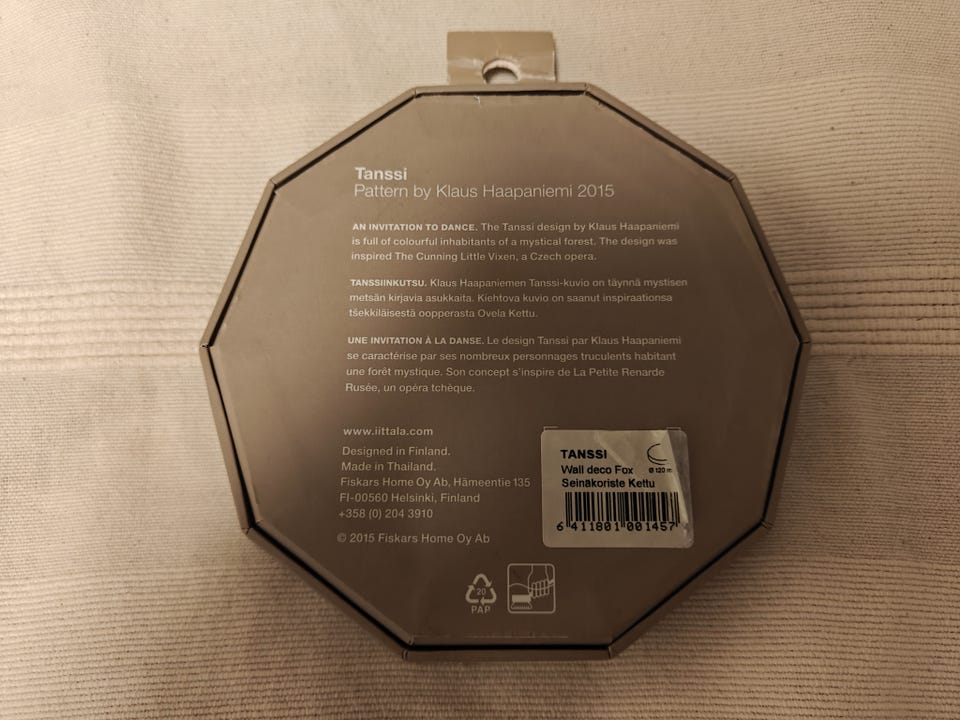 Tanssi
Pattern by Klaus Haapaniemi 2015
AN INVITATION TO DANCE. The Tanssi design by Klaus Haapaniemi
is full of colourful inhabitants of a mystical forest. The design was
inspired The Cunning Little Vixen, a Czech opera.
TANSSIINKUTSU. Klaus Haapaniemen Tanssi-kuvio on täynnä mystisen
metsän kirjavia asukkaita. Kiehtova kuvio on saanut inspiraationsa
tšekkiläisestä oopperasta Ovela Kettu.
UNE INVITATION À LA DANSE. Le design Tanssi par Klaus Haapaniemi
se caractérise par ses nombreux personnages truculents habitant
une forêt mystique. Son concept s'inspire de La Petite Renarde
Rusée, un opéra tchèque.
www.iittala.com
Designed in Finland.
Made in Thailand.
Fiskars Home Oy Ab, Hämeentie 135
FI-00560 Helsinki, Finland
+358 (0) 204 3910
© 2015 Fiskars Home Oy Ab
TANSSI
Wall deco Fox Ø 120 m
Seinäkoriste Kettu
6 411801 001457
20
PAP